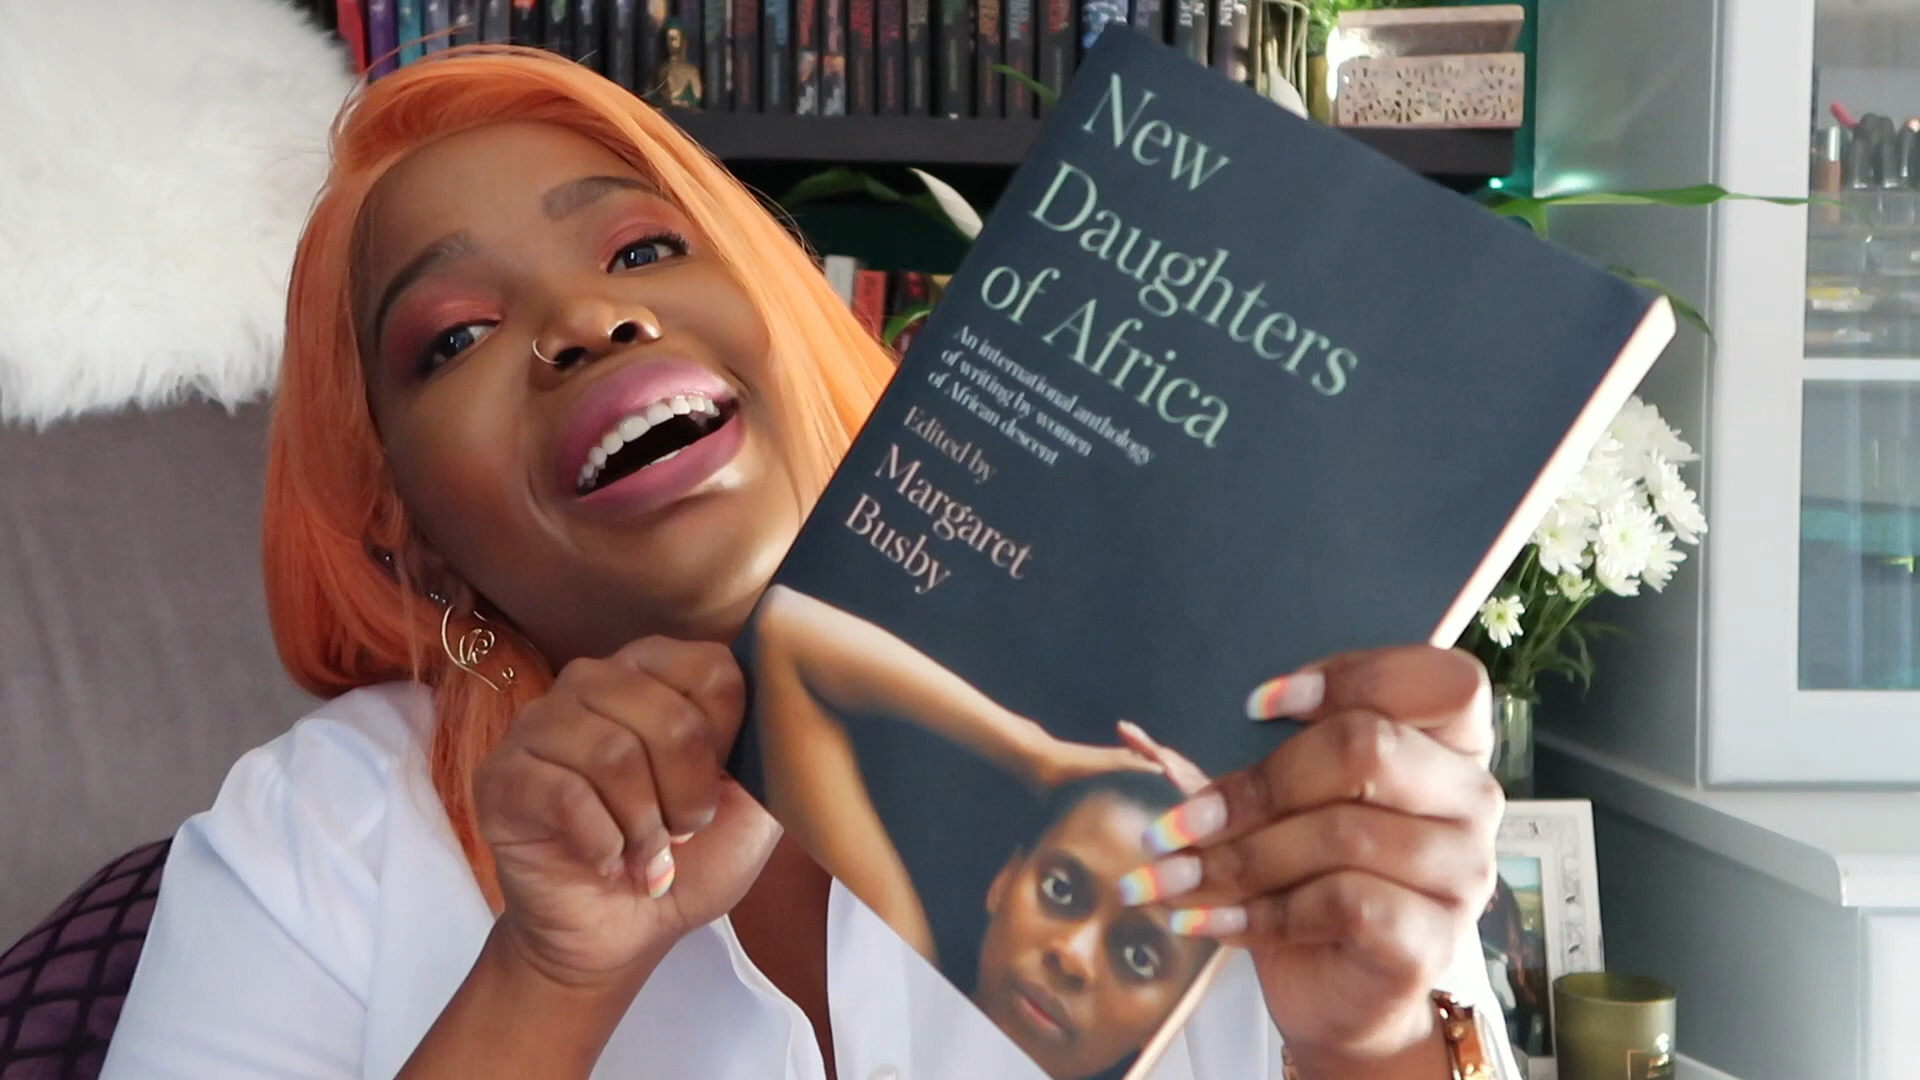 New
Daughters
of Africa
An international anthology
of writing by women
of African descent
Edited by
Margaret
Busby